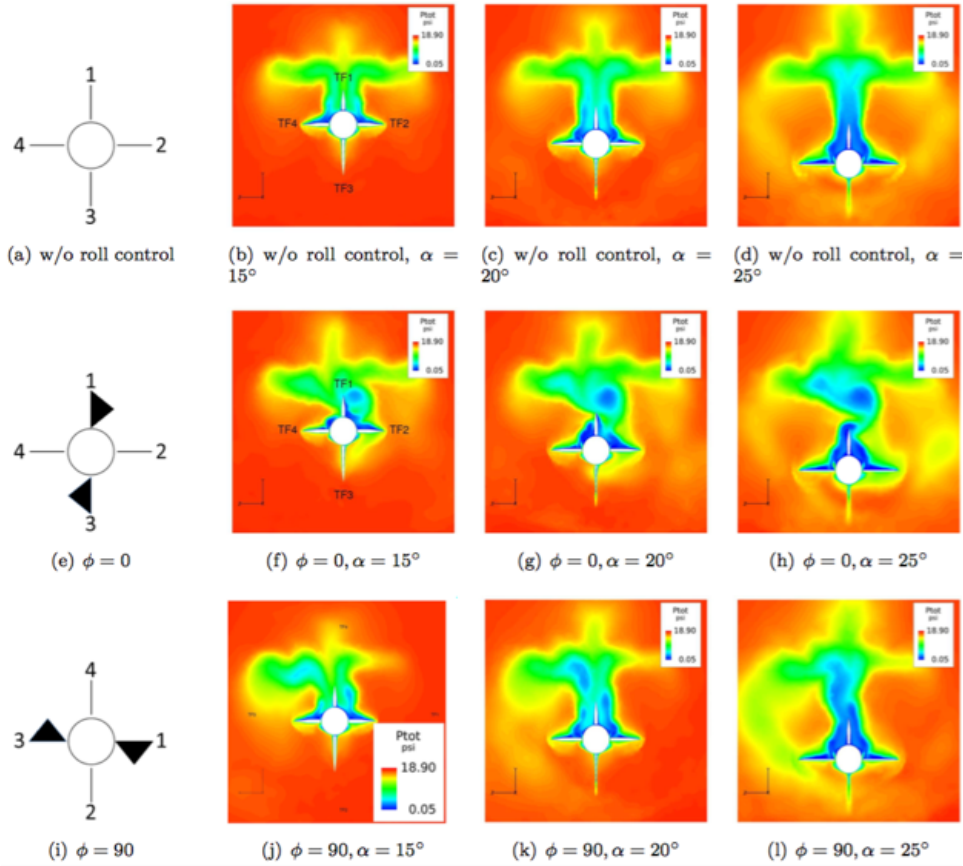 1
4
2
3
(a) w/o roll control
Ptot
psi
18.90
0.05
TF1
TF4
TF2
TF3
(b) w/o roll control, α =
15°
Ptot
psi
18.90
0.05
(c) w/o roll control, α =
20°
Ptot
psi
18.90
0.05
(d) w/o roll control, α =
25°
1
4
2
3
(e) ϕ = 0
Ptot
psi
18.90
0.05
TF1
TF4
TF2
TF3
(f) ϕ = 0, α = 15°
Ptot
psi
18.90
0.05
(g) ϕ = 0, α = 20°
Ptot
psi
18.90
0.05
(h) ϕ = 0, α = 25°
4
3
1
2
(i) ϕ = 90
Ptot
psi
18.90
0.05
(j) ϕ = 90, α = 15°
Ptot
psi
18.90
0.05
(k) ϕ = 90, α = 20°
Ptot
psi
18.90
0.05
(l) ϕ = 90, α = 25°